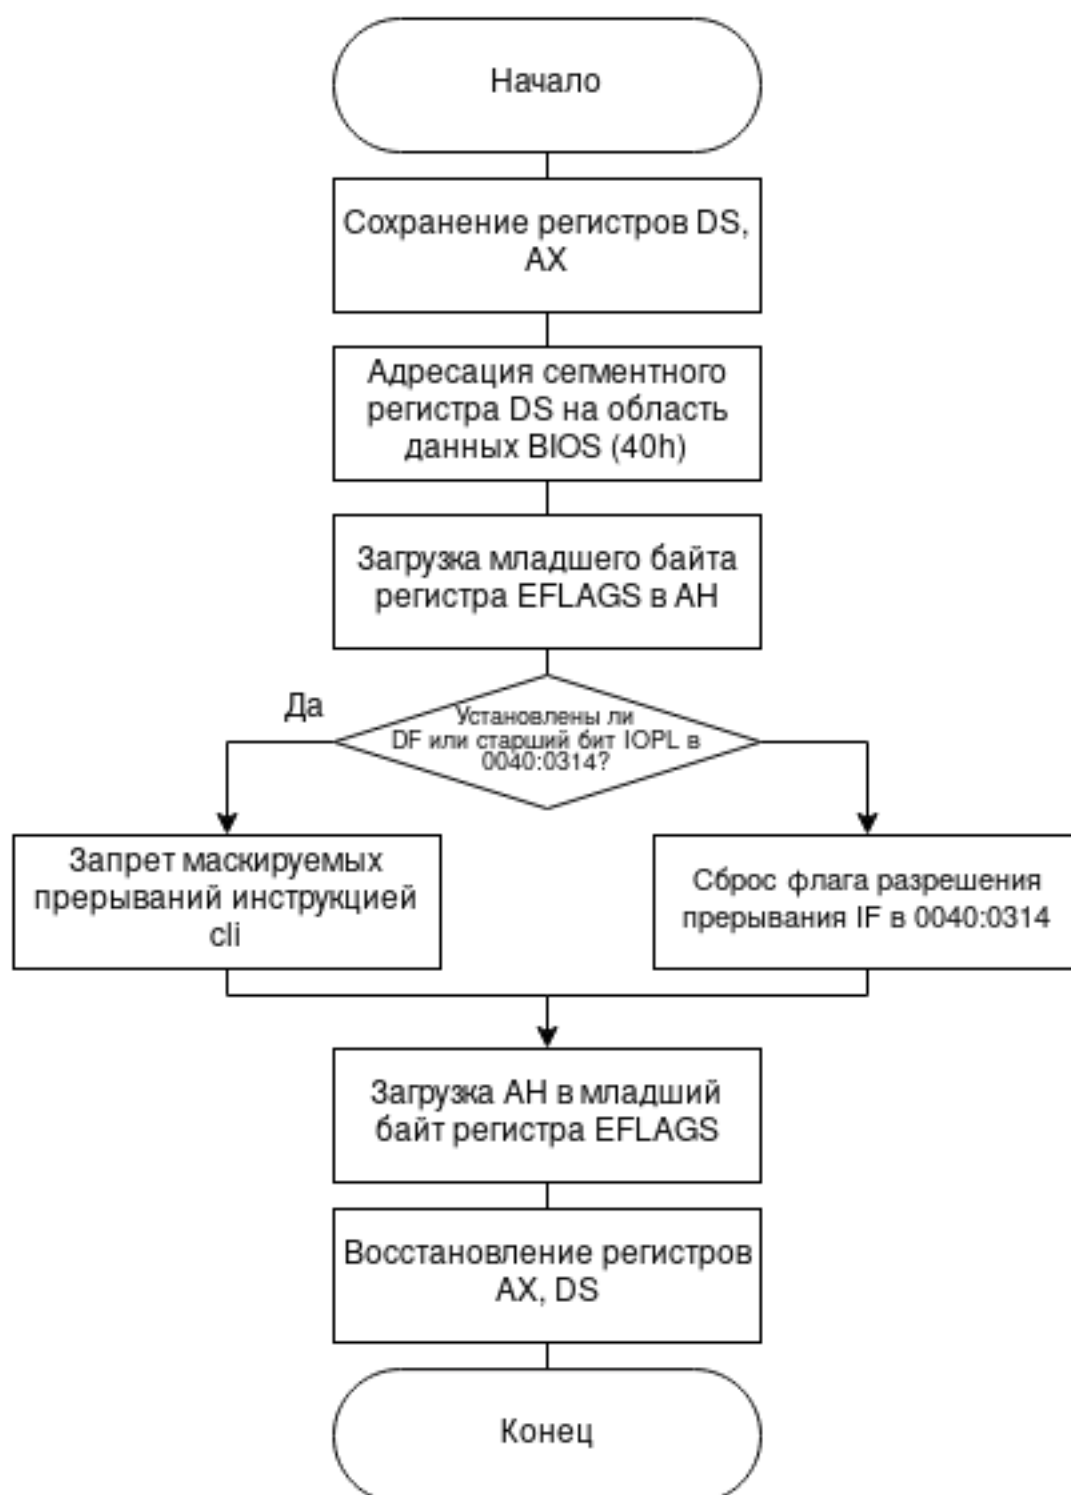 Начало
Сохранение регистров DS,
AX
Адресация сегментного
регистра DS на область
данных BIOS (40h)
Загрузка младшего байта
регистра EFLAGS в AH
Да
Установлены ли
DF или старший бит IOPL в
0040:0314?
Запрет маскируемых
прерываний инструкцией
cli
Сброс флага разрешения
прерывания IF в 0040:0314
Загрузка AH в младший
байт регистра EFLAGS
Восстановление регистров
AX, DS
Конец